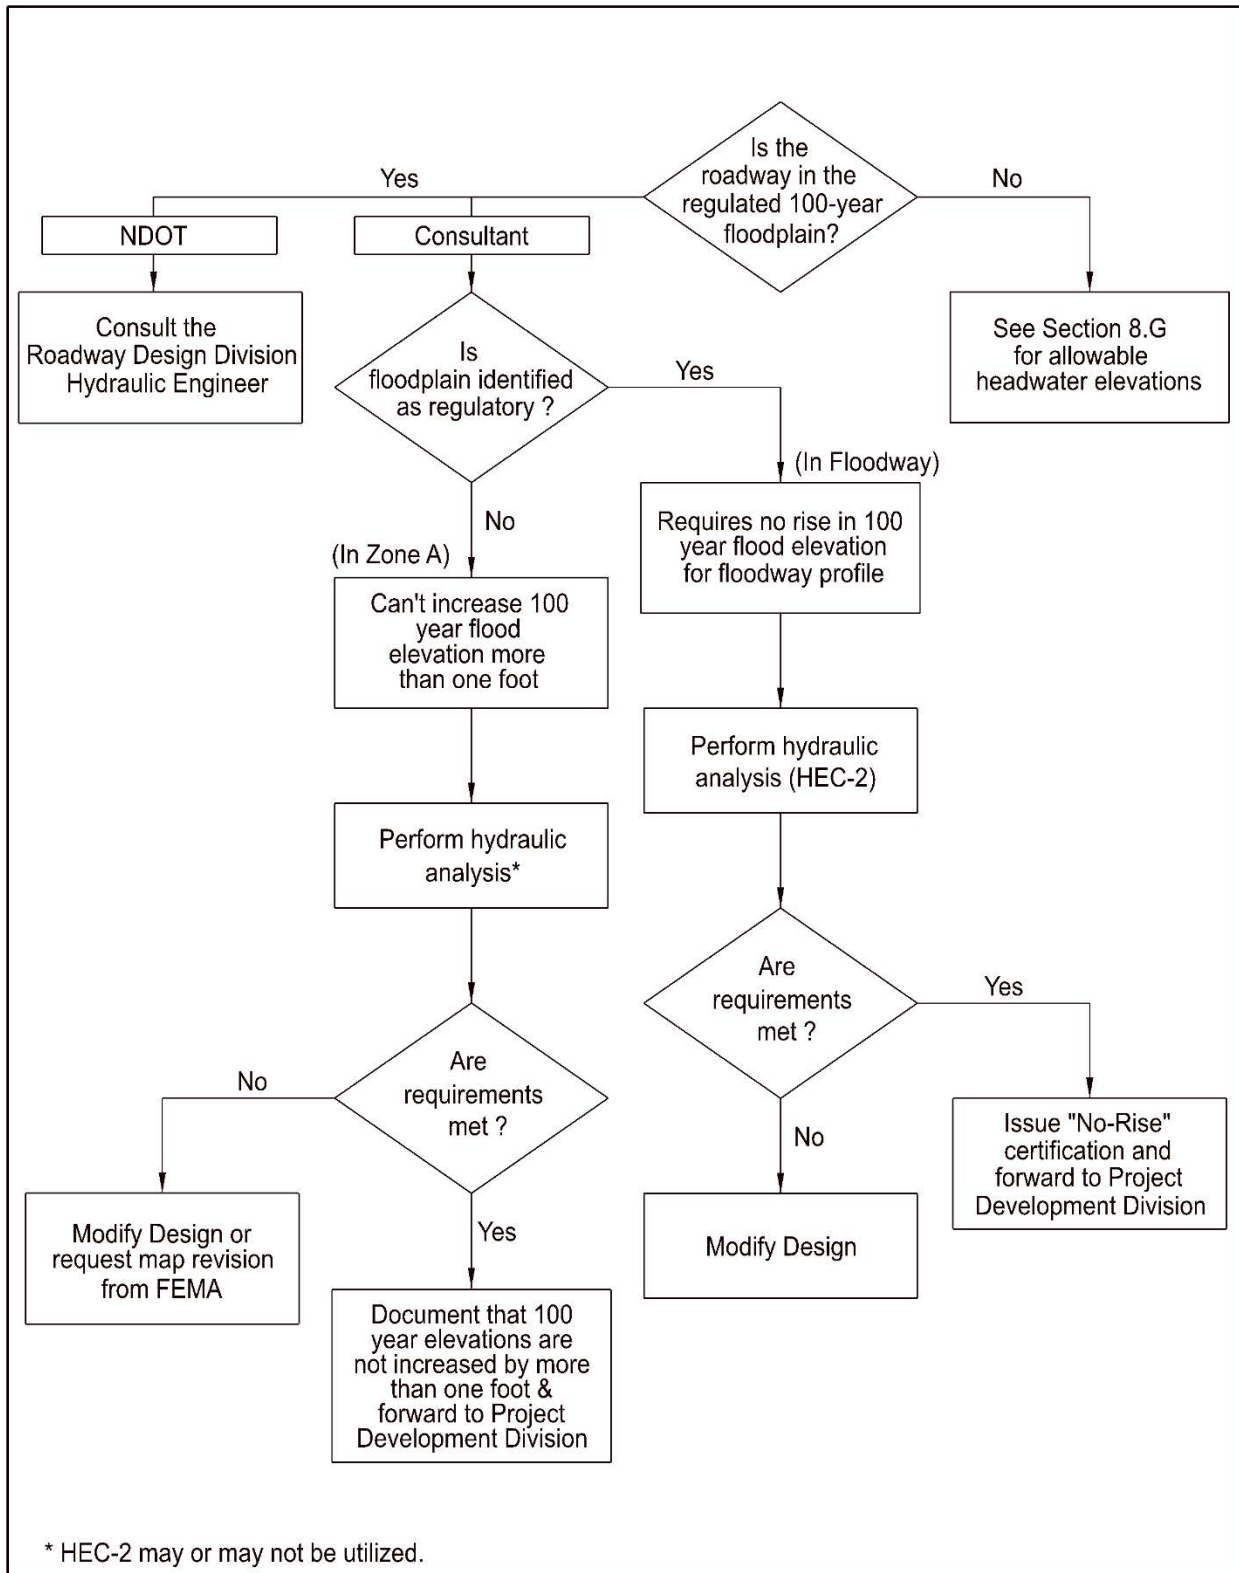 Is the
roadway in the
regulated 100-year
floodplain?
Yes
No
NDOT
Consultant
Consult the
Roadway Design Division
Hydraulic Engineer
See Section 8.G
for allowable
headwater elevations
Is
floodplain identified
as regulatory ?
Yes
(In Floodway)
No
(In Zone A)
Requires no rise in 100
year flood elevation
for floodway profile
Can't increase 100
year flood
elevation more
than one foot
Perform hydraulic
analysis (HEC-2)
Perform hydraulic
analysis*
Are
requirements
met ?
Yes
No
Are
requirements
met ?
No
Yes
Issue "No-Rise"
certification and
forward to Project
Development Division
Modify Design
Modify Design or
request map revision
from FEMA
Document that 100
year elevations are
not increased by more
than one foot &
forward to Project
Development Division
* HEC-2 may or may not be utilized.